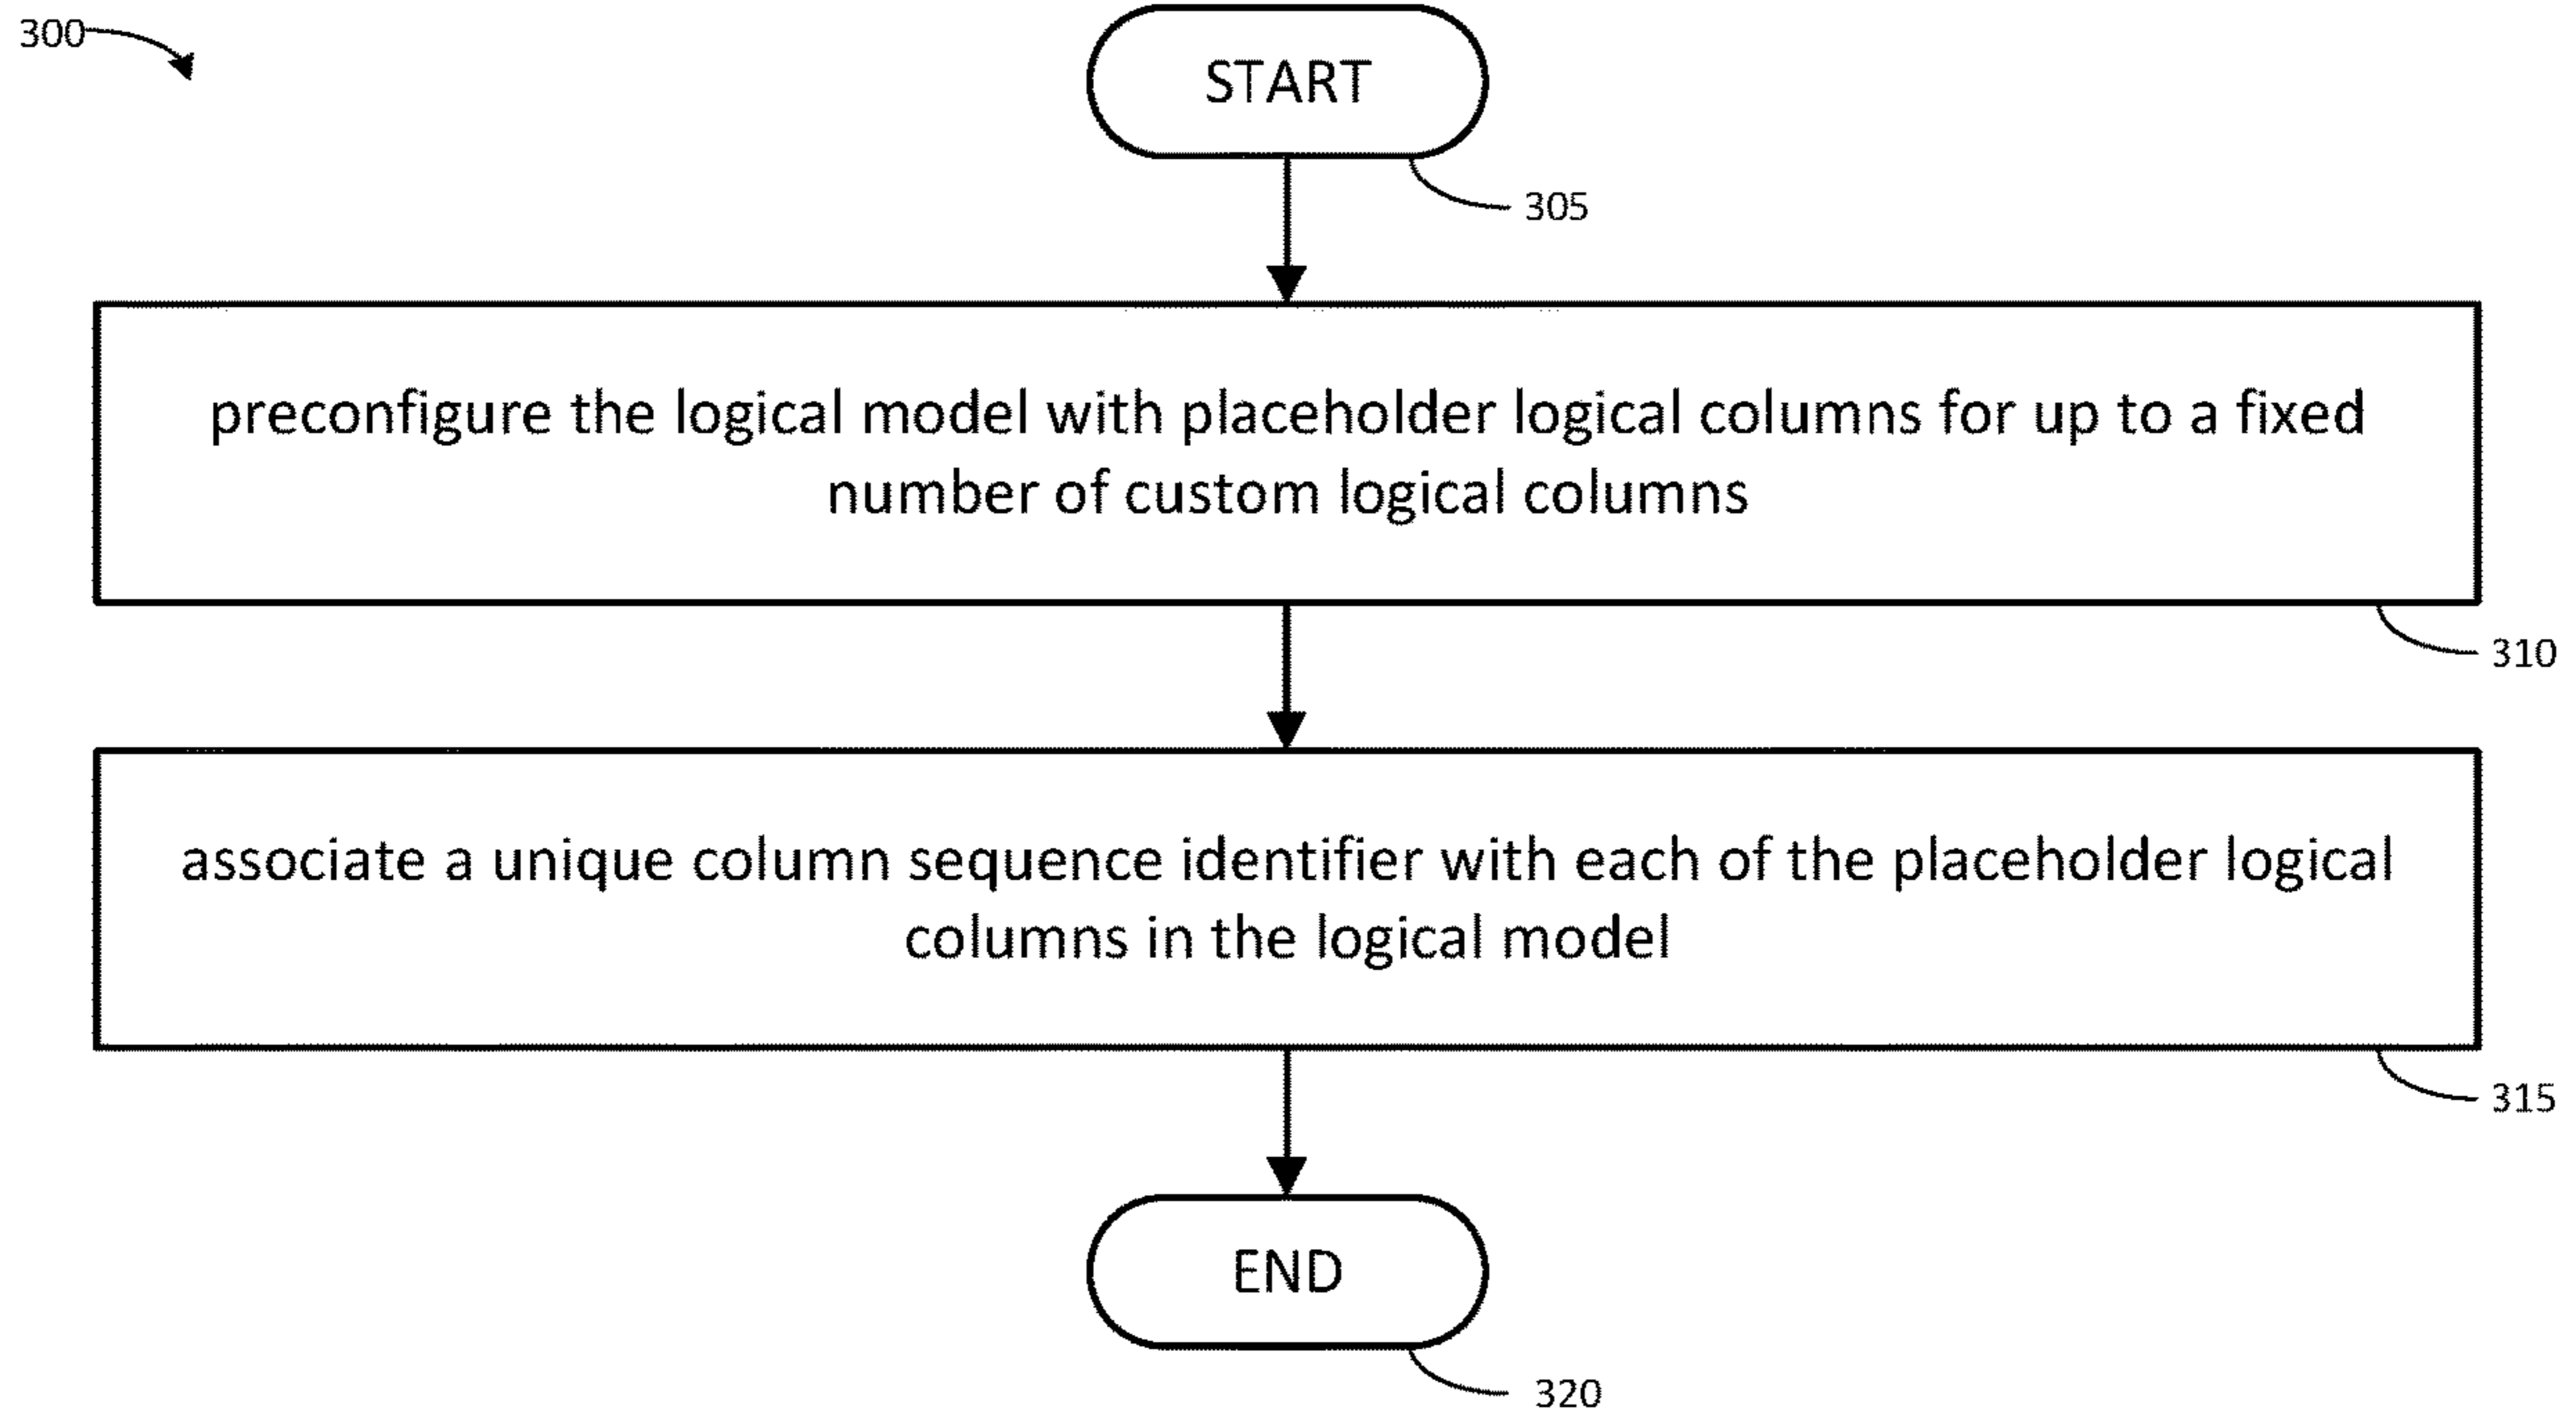 300
START
305
preconfigure the logical model with placeholder logical columns for up to a fixed
number of custom logical columns
310
associate a unique column sequence identifier with each of the placeholder logical
columns in the logical model
315
END
320